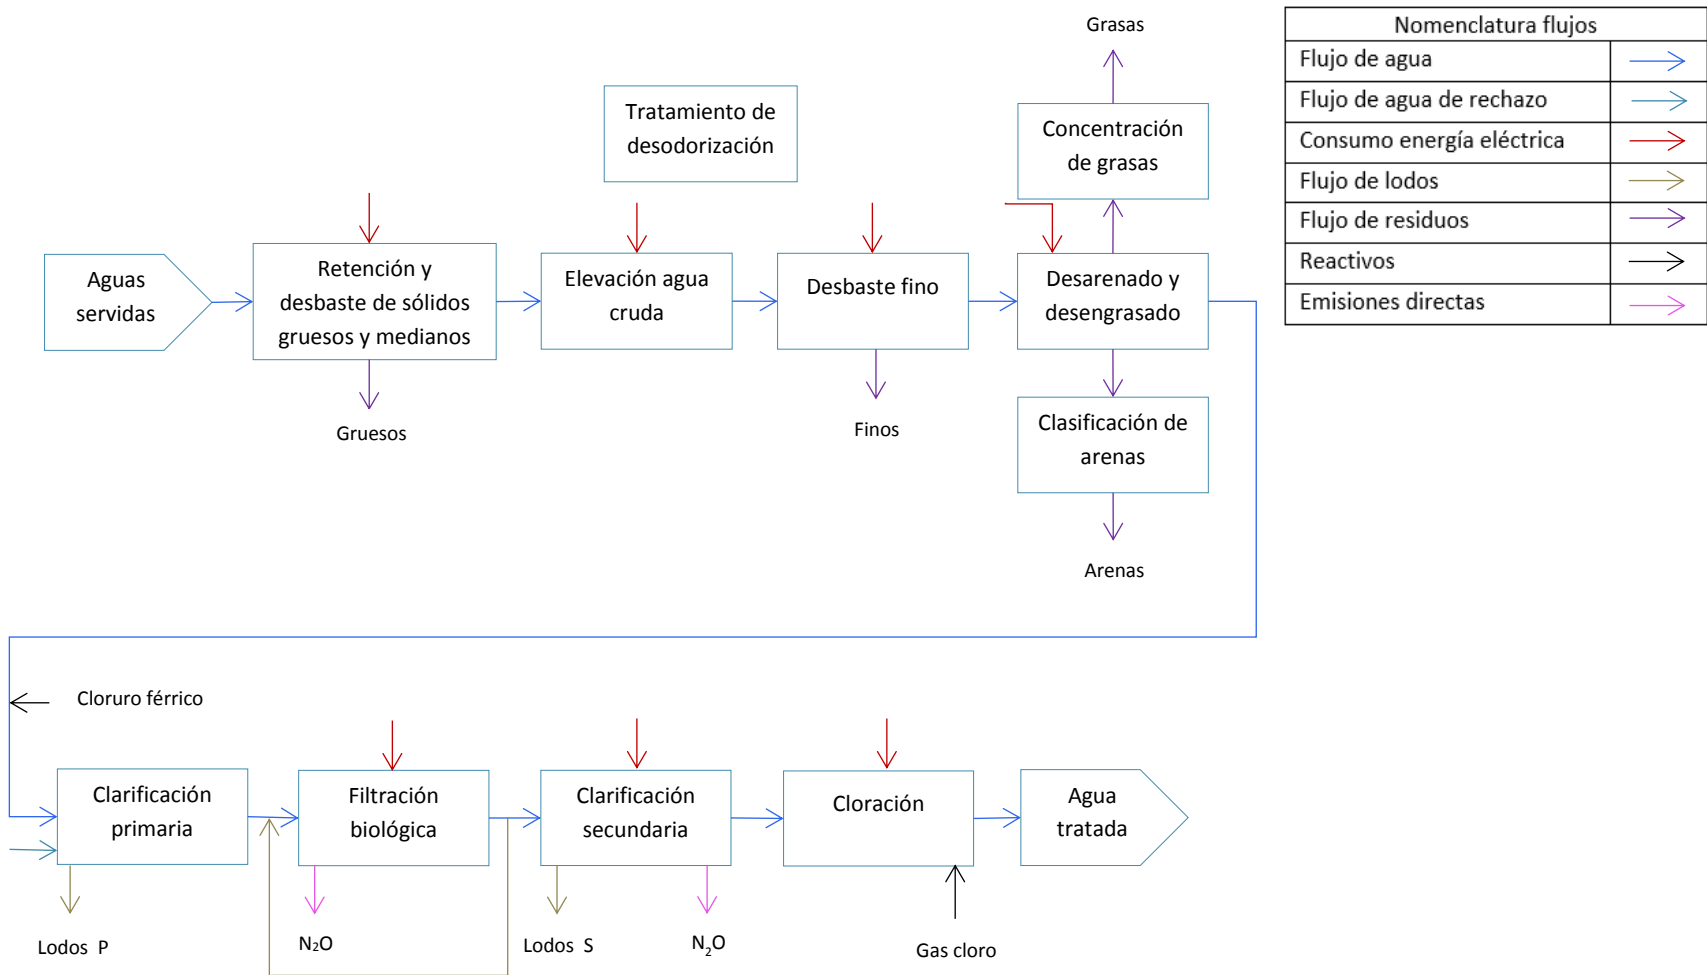 Grasas
Nomenclatura flujos
Flujo de agua
Flujo de agua de rechazo
Consumo energía eléctrica
Flujo de lodos
Flujo de residuos
Reactivos
Emisiones directas
Tratamiento de
desodorización
Concentración
de grasas
Aguas
servidas
Retención y
desbaste de sólidos
gruesos y medianos
Elevación agua
cruda
Desbaste fino
Desarenado y
desengrasado
Gruesos
Finos
Clasificación de
arenas
Arenas
Cloruro férrico
Clarificación
primaria
Filtración
biológica
Clarificación
secundaria
Cloración
Agua
tratada
Lodos P
N₂O
Lodos S
N₂O
Gas cloro